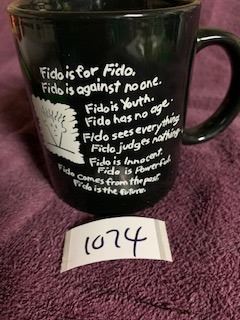 Fido is for Fido.
Fido is against no one.
Fido is Youth.
Fido has no age.
Fido sees everything
Fido judges nothing.
Fido is Innocent.
Fido is Powerful.
Fido comes from the past
Fido is the future.
1074